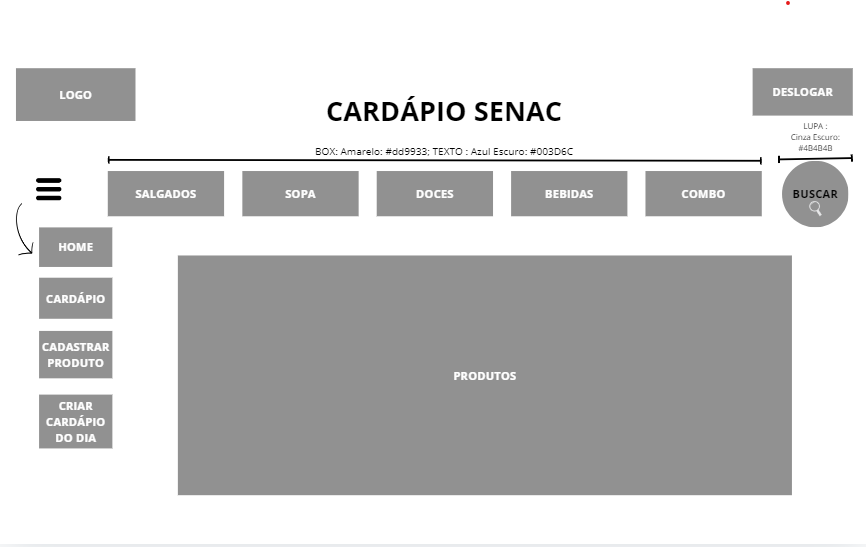 LOGO
DESLOGAR
CARDÁPIO SENAC
LUPA :
Cinza Escuro:
#4B4B4B
BOX: Amarelo: #dd9933; TEXTO : Azul Escuro: #003D6C
SALGADOS
SOPA
DOCES
BEBIDAS
COMBO
BUSCAR
HOME
CARDÁPIO
CADASTRAR
PRODUTO
CRIAR
CARDÁPIO
DO DIA
PRODUTOS